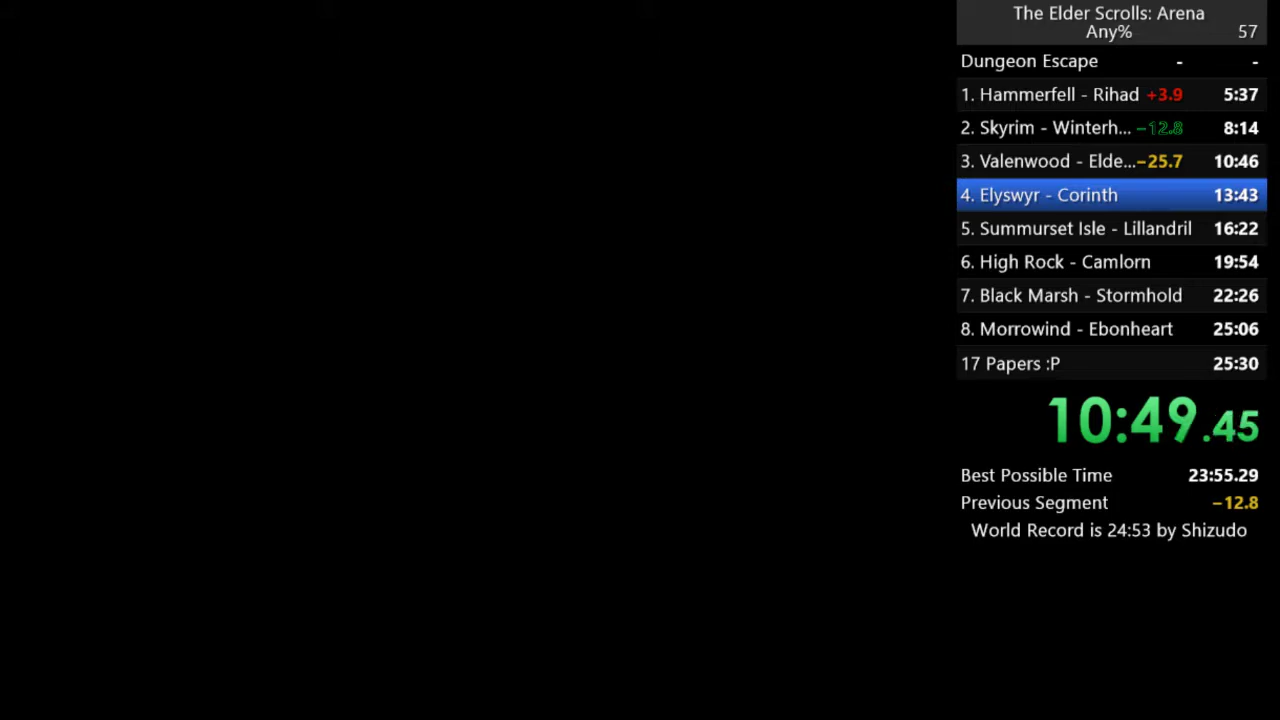 The Elder Scrolls: Arena
Any% 57
Dungeon Escape - -
1. Hammerfell - Rihad +3.9 5:37
2. Skyrim - Winterh... −12.8 8:14
3. Valenwood - Elde... −25.7 10:46
4. Elyswyr - Corinth 13:43
5. Summurset Isle - Lillandril 16:22
6. High Rock - Camlorn 19:54
7. Black Marsh - Stormhold 22:26
8. Morrowind - Ebonheart 25:06
17 Papers :P 25:30
10:49.45
Best Possible Time 23:55.29
Previous Segment −12.8
World Record is 24:53 by Shizudo